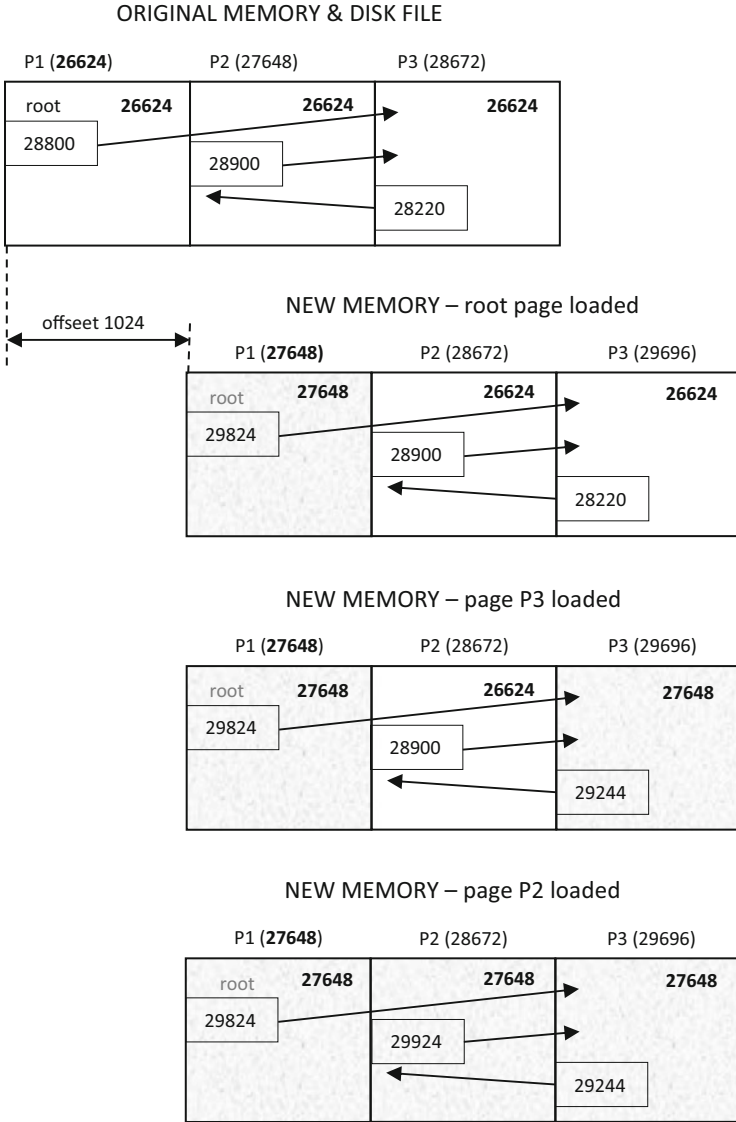 ORIGINAL MEMORY & DISK FILE
P1 (26624) P2 (27648) P3 (28672)
root 26624 26624 26624
28800
28900
28220
NEW MEMORY – root page loaded
offseet 1024
P1 (27648) P2 (28672) P3 (29696)
root 27648 26624 26624
29824
28900
28220
NEW MEMORY – page P3 loaded
P1 (27648) P2 (28672) P3 (29696)
root 27648 26624 27648
29824
28900
29244
NEW MEMORY – page P2 loaded
P1 (27648) P2 (28672) P3 (29696)
root 27648 27648 27648
29824
29924
29244